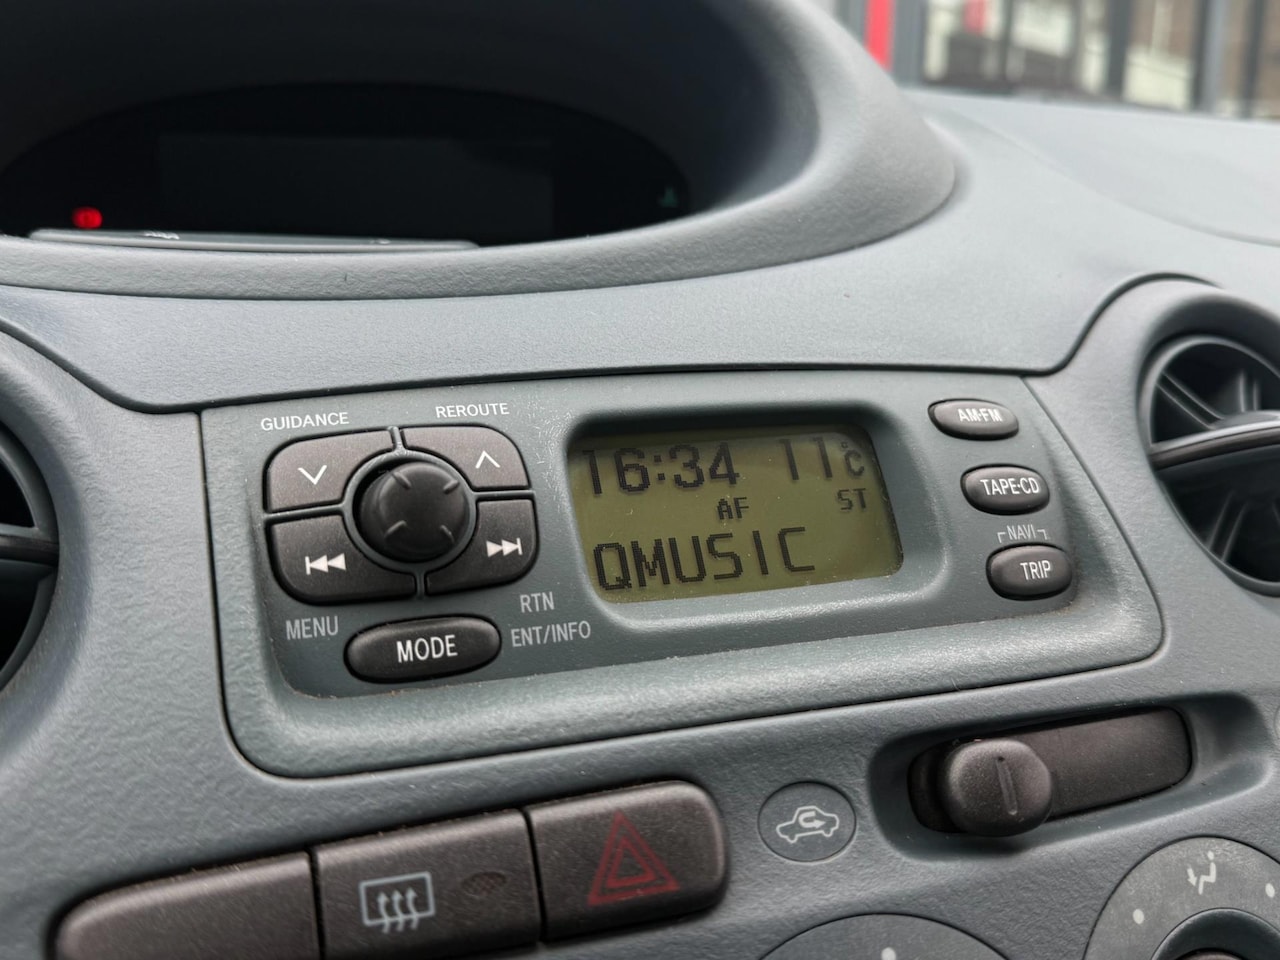 GUIDANCE
REROUTE
MENU
MODE
RTN
ENT/INFO
16:34 11°C
AF ST
QMUSIC
AM·FM
TAPE·CD
NAVI
TRIP